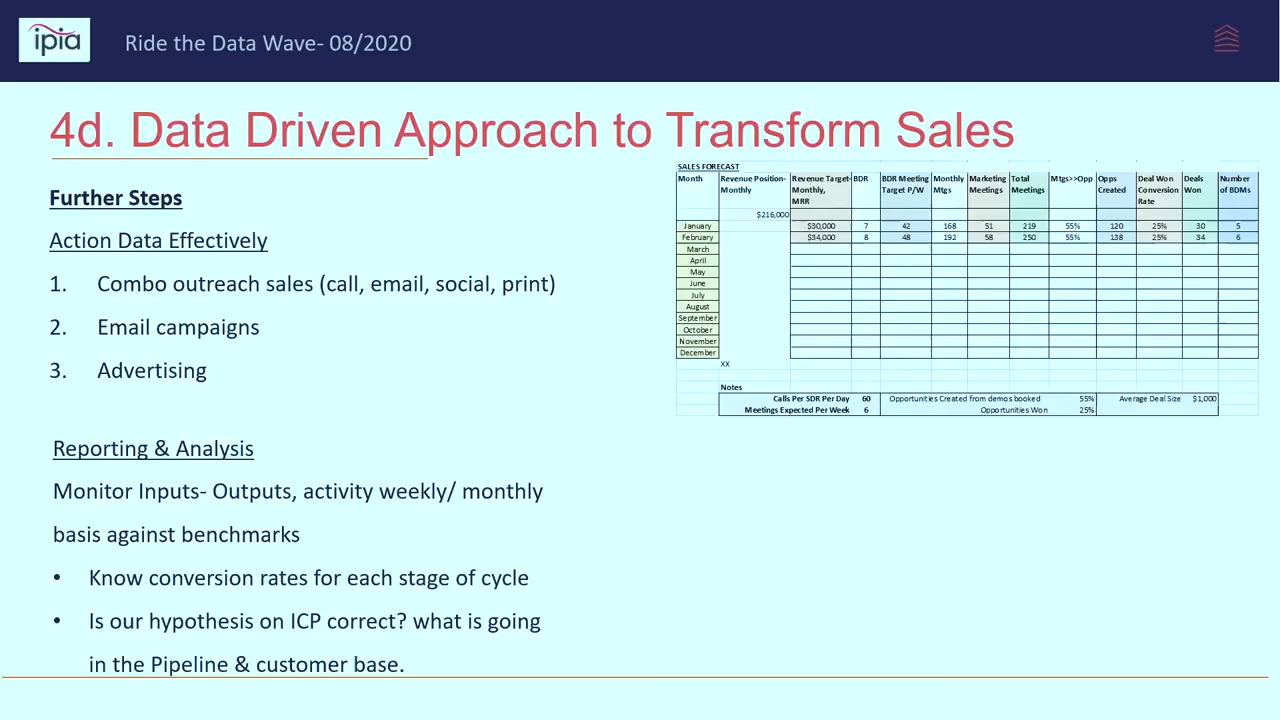 ipia
Ride the Data Wave- 08/2020
4d. Data Driven Approach to Transform Sales
Further Steps
Action Data Effectively
1. Combo outreach sales (call, email, social, print)
2. Email campaigns
3. Advertising
Reporting & Analysis
Monitor Inputs- Outputs, activity weekly/ monthly
basis against benchmarks
• Know conversion rates for each stage of cycle
• Is our hypothesis on ICP correct? what is going
in the Pipeline & customer base.
SALES FORECAST
Month Revenue Position- Revenue Target- BDR BDR Meeting Monthly Marketing Total Mtgs>>Opp Opps Deal Won Deals Number
Monthly Monthly, Target P/W Mtgs Meetings Meetings Created Conversion Won of BDMs
MRR Rate
$216,000
January $30,000 7 42 168 51 219 55% 120 25% 30 5
February $34,000 8 48 192 58 250 55% 138 25% 34 6
March
April
May
June
July
August
September
October
November
December
XX
Notes
Calls Per SDR Per Day 60 Opportunities Created from demos booked 55% Average Deal Size $1,000
Meetings Expected Per Week 6 Opportunities Won 25%